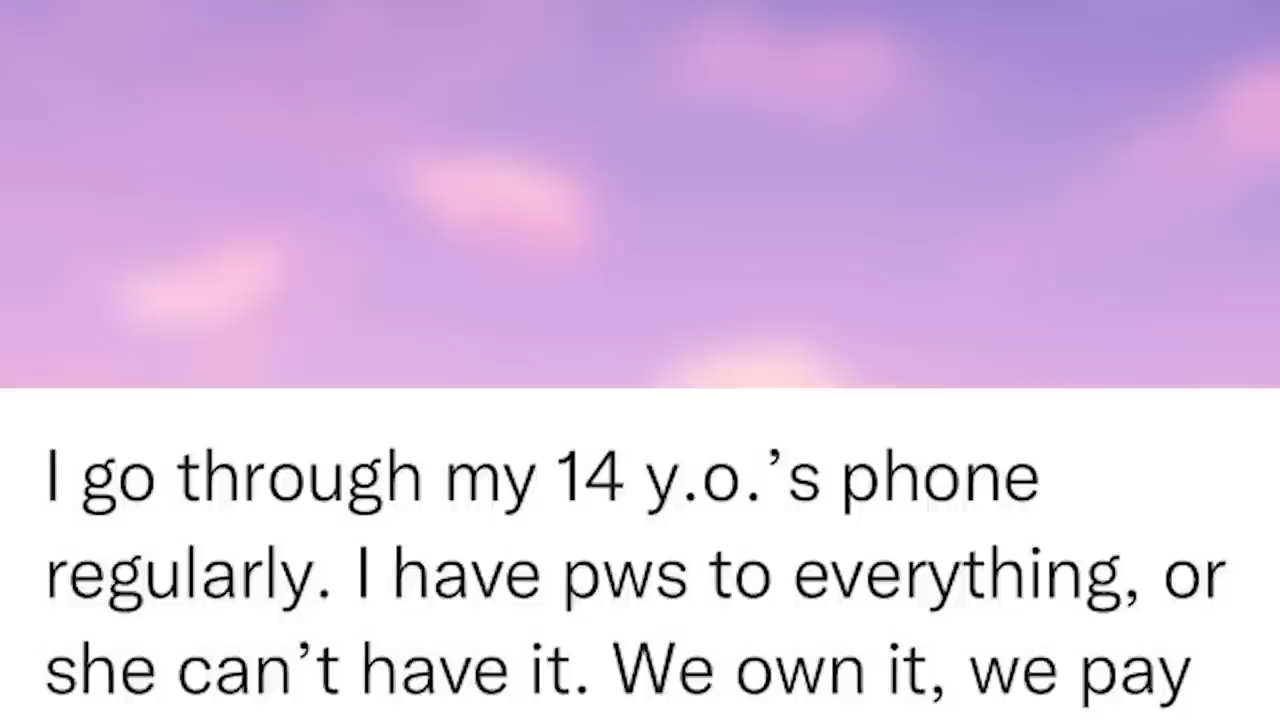 I go through my 14 y.o.’s phone
regularly. I have pws to everything, or
she can’t have it. We own it, we pay